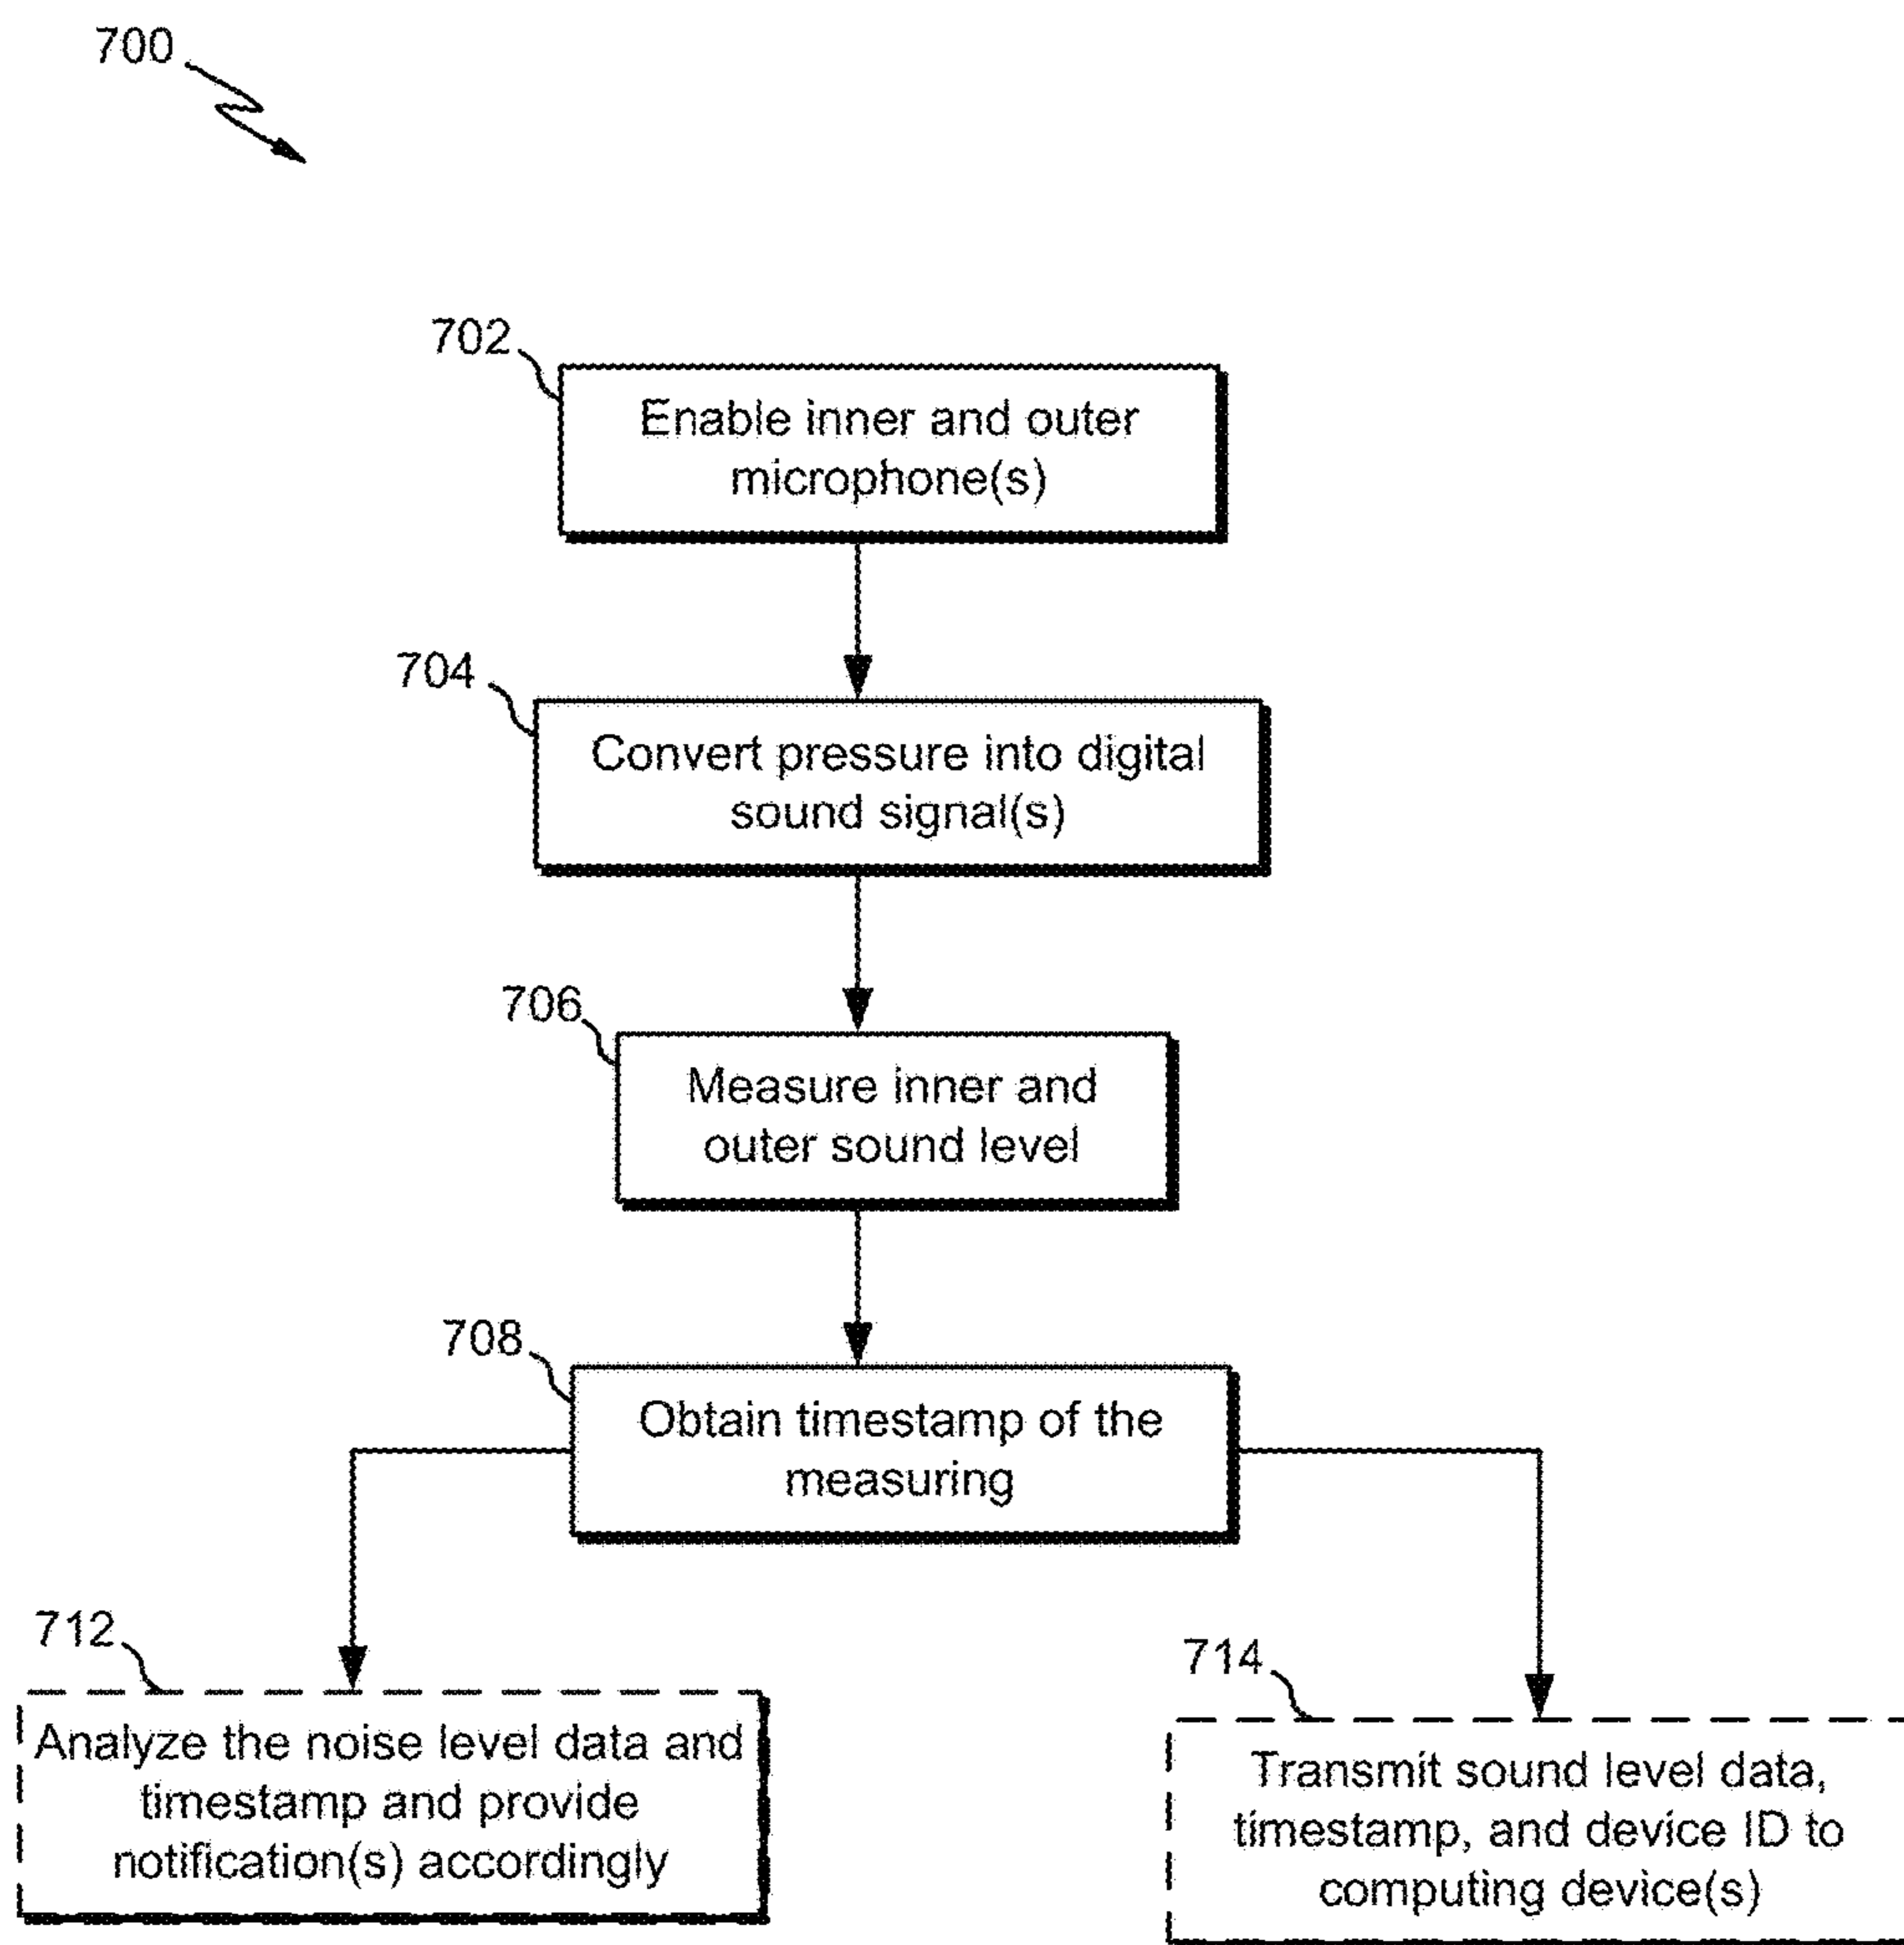 700
702
Enable inner and outer
microphone(s)
704
Convert pressure into digital
sound signal(s)
706
Measure inner and
outer sound level
708
Obtain timestamp of the
measuring
712
Analyze the noise level data and
timestamp and provide
notification(s) accordingly
714
Transmit sound level data,
timestamp, and device ID to
computing device(s)